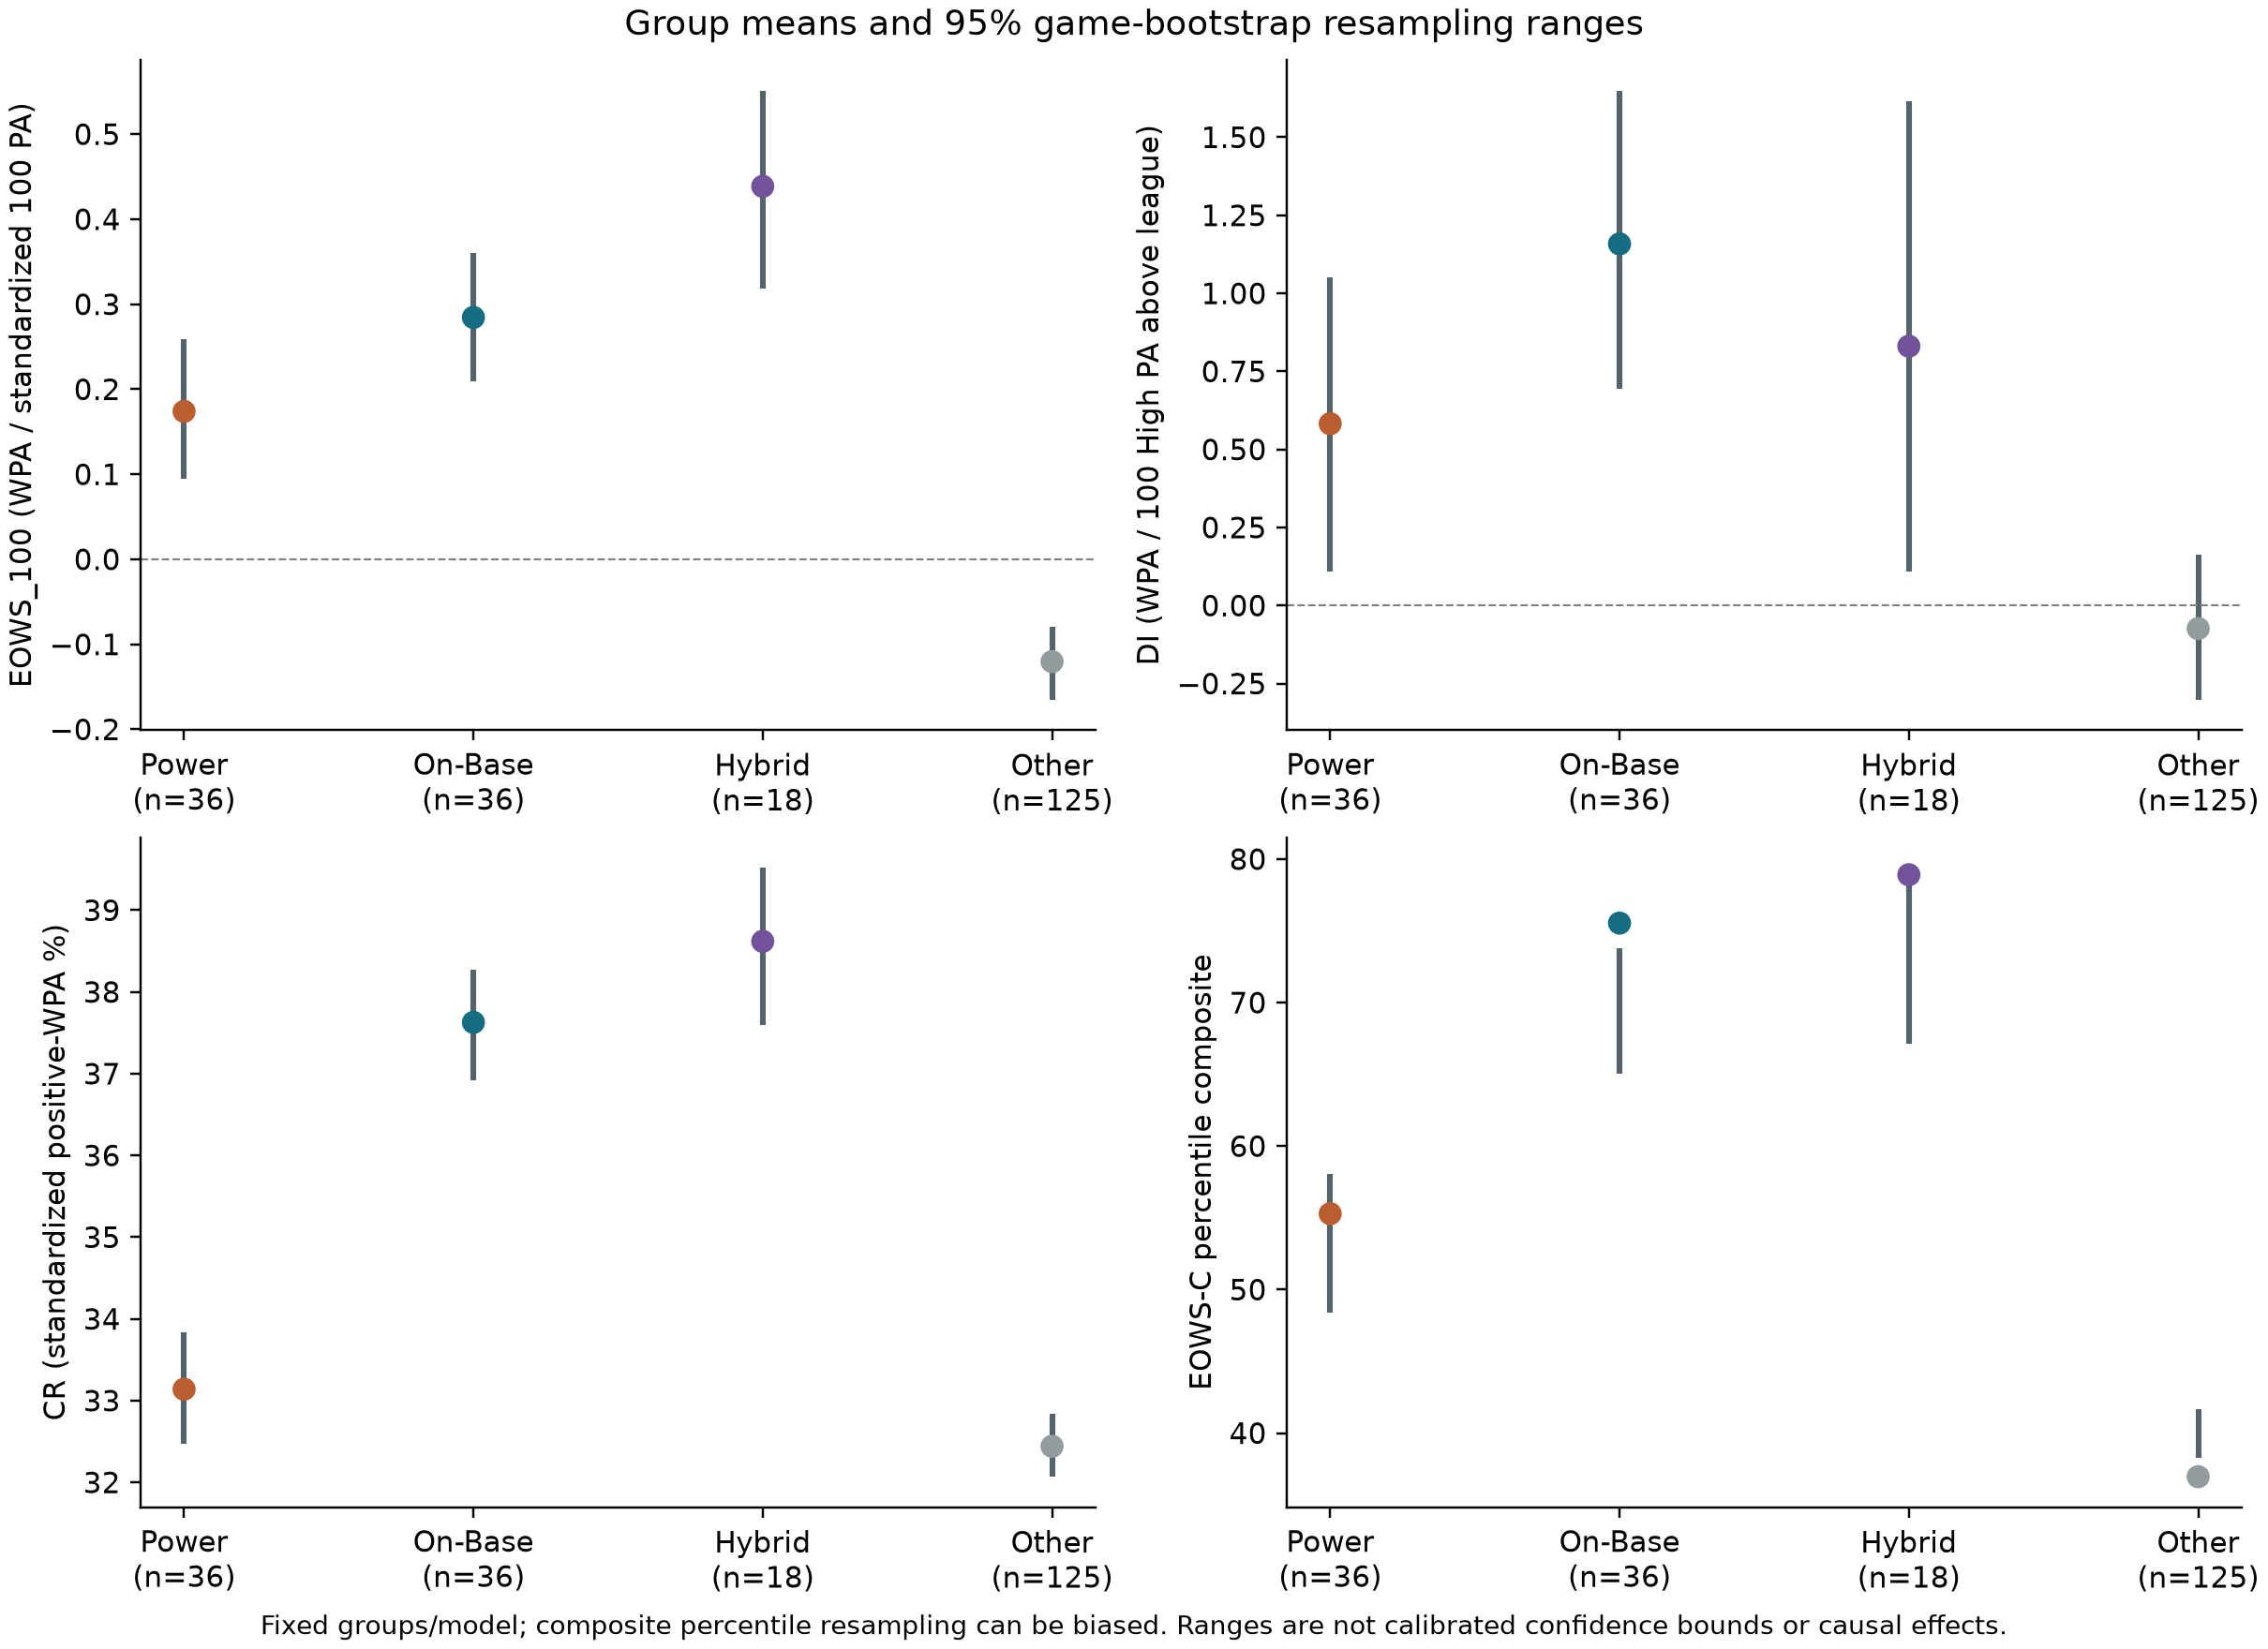 Group means and 95% game-bootstrap resampling ranges
EOWS_100 (WPA / standardized 100 PA)
0.5
0.4
0.3
0.2
0.1
0.0
−0.1
−0.2
Power
(n=36)
On-Base
(n=36)
Hybrid
(n=18)
Other
(n=125)
DI (WPA / 100 High PA above league)
1.50
1.25
1.00
0.75
0.50
0.25
0.00
−0.25
Power
(n=36)
On-Base
(n=36)
Hybrid
(n=18)
Other
(n=125)
CR (standardized positive-WPA %)
39
38
37
36
35
34
33
32
Power
(n=36)
On-Base
(n=36)
Hybrid
(n=18)
Other
(n=125)
EOWS-C percentile composite
80
70
60
50
40
Power
(n=36)
On-Base
(n=36)
Hybrid
(n=18)
Other
(n=125)
Fixed groups/model; composite percentile resampling can be biased. Ranges are not calibrated confidence bounds or causal effects.